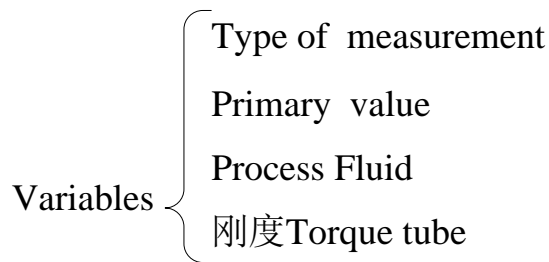 Type of measurement
Primary value
Process Fluid
Variables
刚度Torque tube